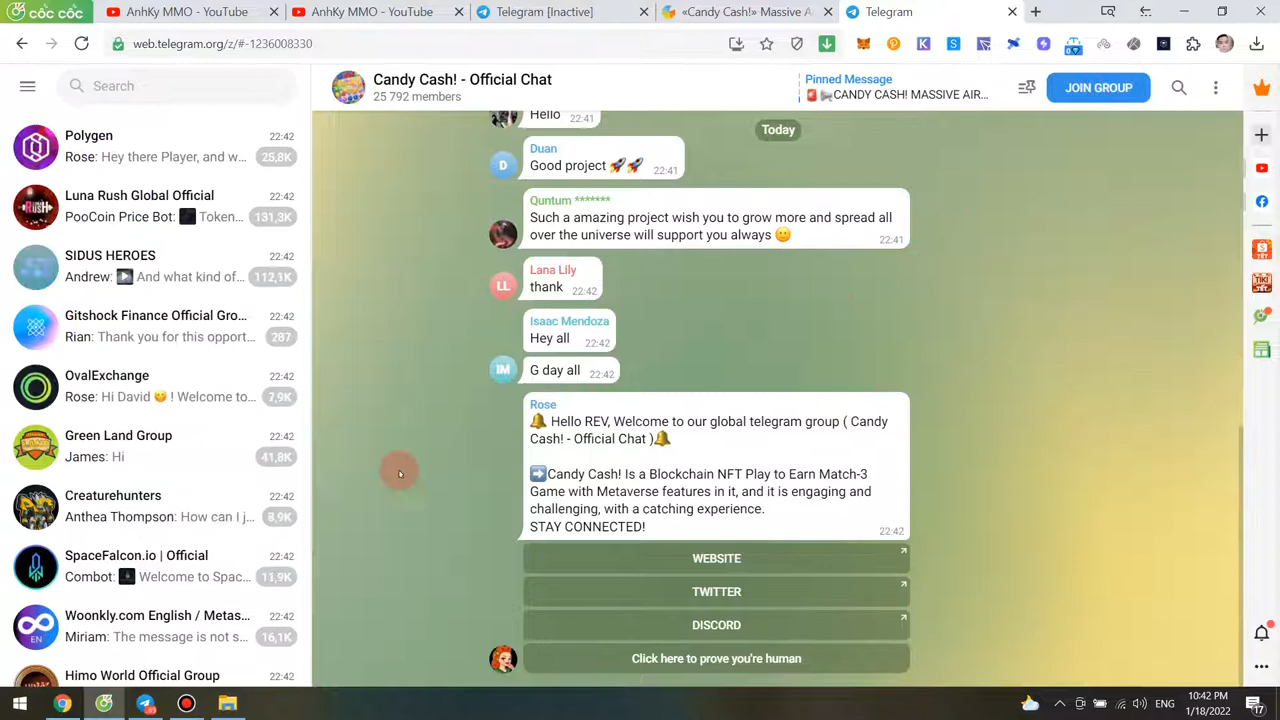 cốc cốc
AnhKy MMO - YouTube
AnhKy MMO - YouTube
Telegram [Inactive]
«Candy Cash» Massive A
Telegram
web.telegram.org/z/#-1236008330
Search
Candy Cash! - Official Chat
25 792 members
Pinned Message
🚨📢CANDY CASH! MASSIVE AIR...
JOIN GROUP
Polygen
22:42
Rose: Hey there Player, and w...
25,8K
Luna Rush Global Official
22:42
PooCoin Price Bot: Token...
131,3K
SIDUS HEROES
22:42
Andrew: And what kind of...
112,1K
Gitshock Finance Official Gro...
22:42
Rian: Thank you for this opport...
287
OvalExchange
22:42
Rose: Hi David 😋 ! Welcome to...
7,9K
Green Land Group
22:42
James: Hi
41,8K
Creaturehunters
22:42
Anthea Thompson: How can I j...
8,9K
SpaceFalcon.io | Official
22:42
Combot: Welcome to Spac...
11,9K
Woonkly.com English / Metas...
22:42
Miriam: The message is not s...
16,1K
EN
Himo World Official Group
22:42
Hello 22:41
Today
Duan
Good project 🚀🚀 22:41
D
Quntum *******
Such a amazing project wish you to grow more and spread all
over the universe will support you always 🙂 22:41
Lana Lily
thank 22:42
LL
Isaac Mendoza
Hey all 22:42
G day all 22:42
IM
Rose
🔔 Hello REV, Welcome to our global telegram group ( Candy
Cash! - Official Chat )🔔
➡️Candy Cash! Is a Blockchain NFT Play to Earn Match-3
Game with Metaverse features in it, and it is engaging and
challenging, with a catching experience.
STAY CONNECTED! 22:42
WEBSITE
TWITTER
DISCORD
Click here to prove you're human
TẾT
TIKI
TẾT
ENG
10:42 PM
1/18/2022
17